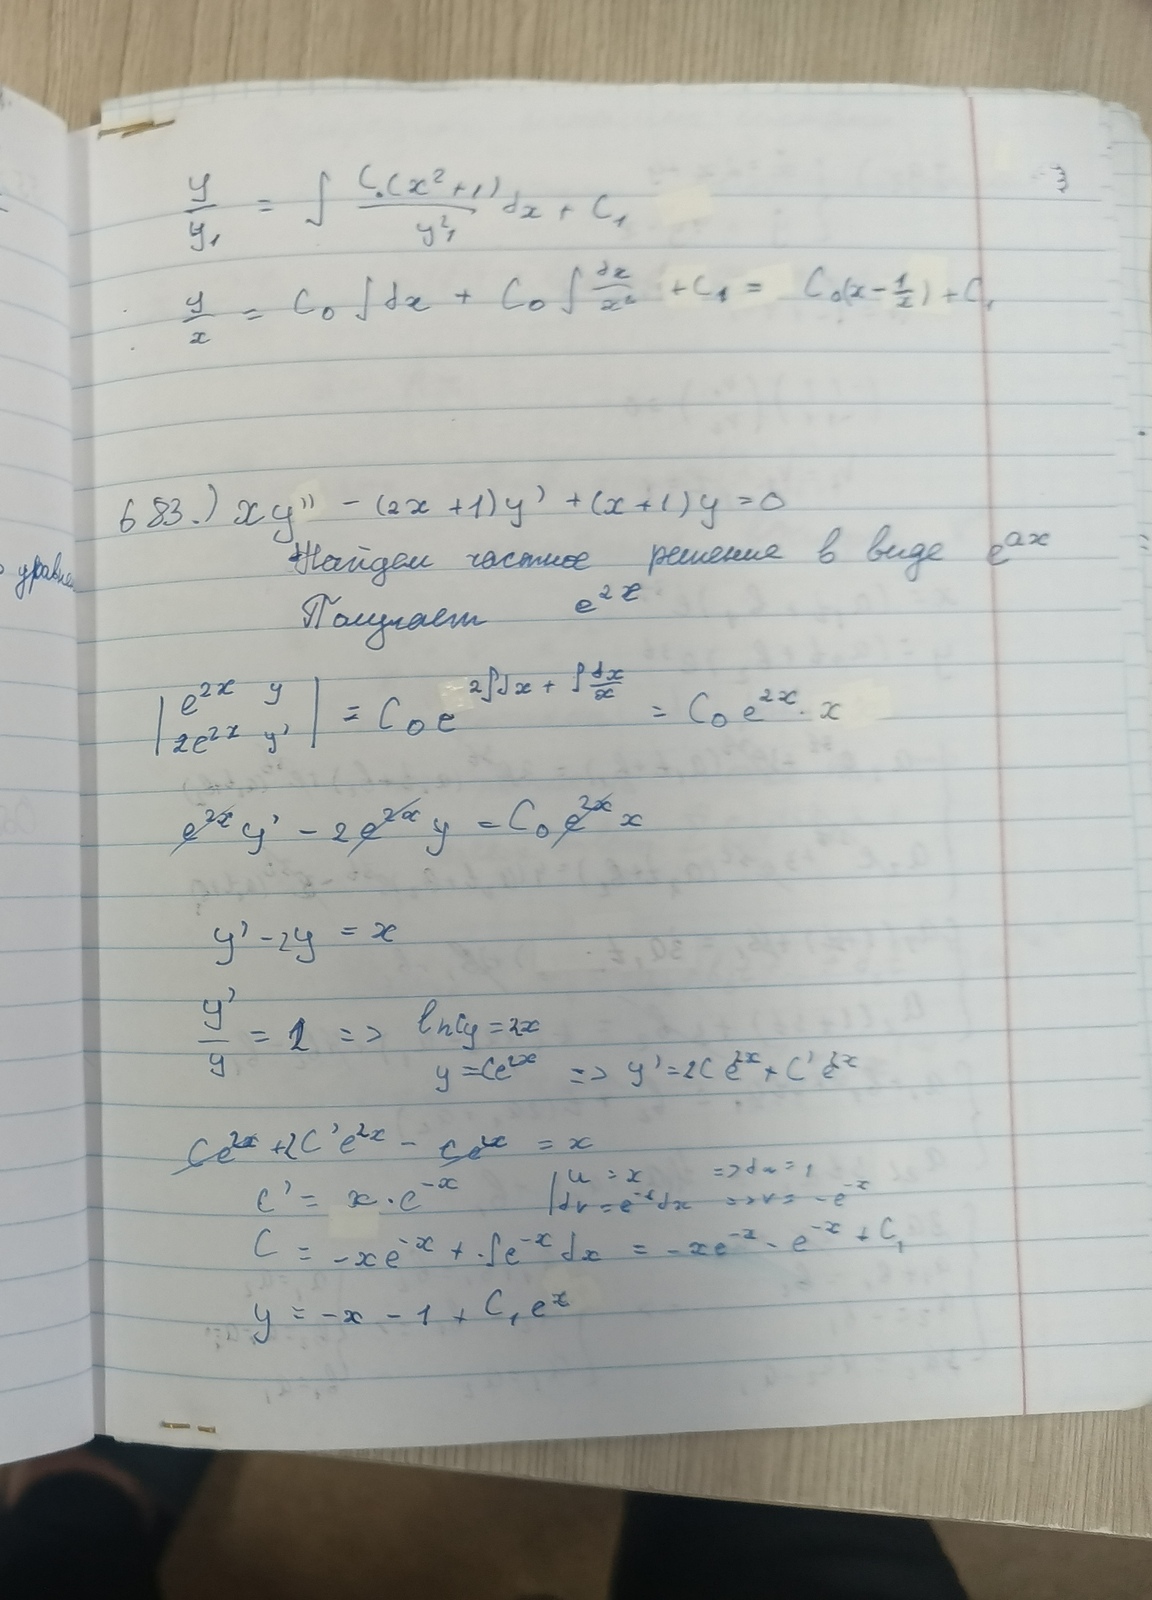 y/y₁ = ∫ C₀(x²+1)/y₁² dx + C₁
y/x = C₀ ∫dx + C₀ ∫ dx/x² + C₁ = C₀(x - 1/x) + C₁
683.) xy'' - (2x+1)y' + (x+1)y = 0
Найдем частное решение в виде e^{ax}
Получаем e^{2x}
| e^{2x} y |
| 2e^{2x} y' | = C₀e^{2∫dx + ∫dx/x} = C₀e^{2x} · x
e^{2x}y' - 2e^{2x}y = C₀e^{2x}x
y' - 2y = x
y'/y = 2 => ln Cy = 2x
y = Ce^{2x} => y' = 2Ce^{2x} + C'e^{2x}
Ce^{2x} + 2C'e^{2x} - Ce^{2x} = x
C' = x · e^{-x} | u = x => du = 1
| dv = e^{-x}dx => v = -e^{-x}
C = -xe^{-x} + ∫e^{-x}dx = -xe^{-x} - e^{-x} + C₁
y = -x - 1 + C₁e^x